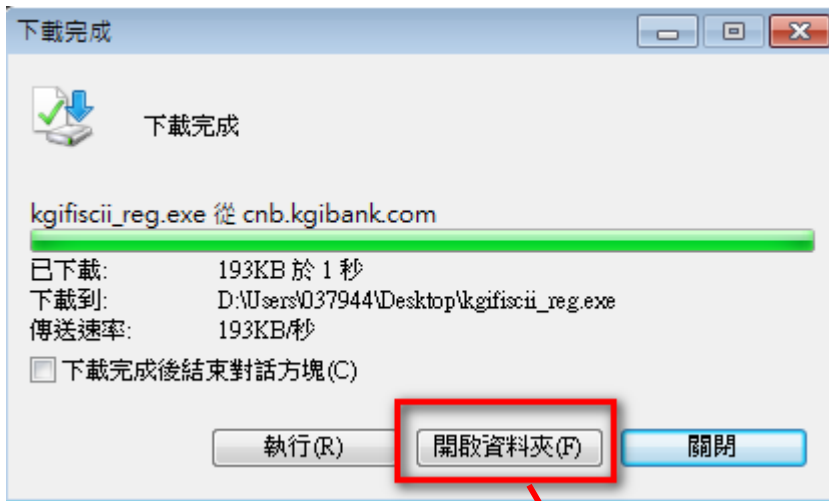 下載完成
下載完成
kgifiscii_reg.exe 從 cnb.kgibank.com
已下載: 193KB 於 1 秒
下載到: D:\Users\037944\Desktop\kgifiscii_reg.exe
傳送速率: 193KB/秒
下載完成後結束對話方塊(C)
執行(R) 開啟資料夾(F) 關閉